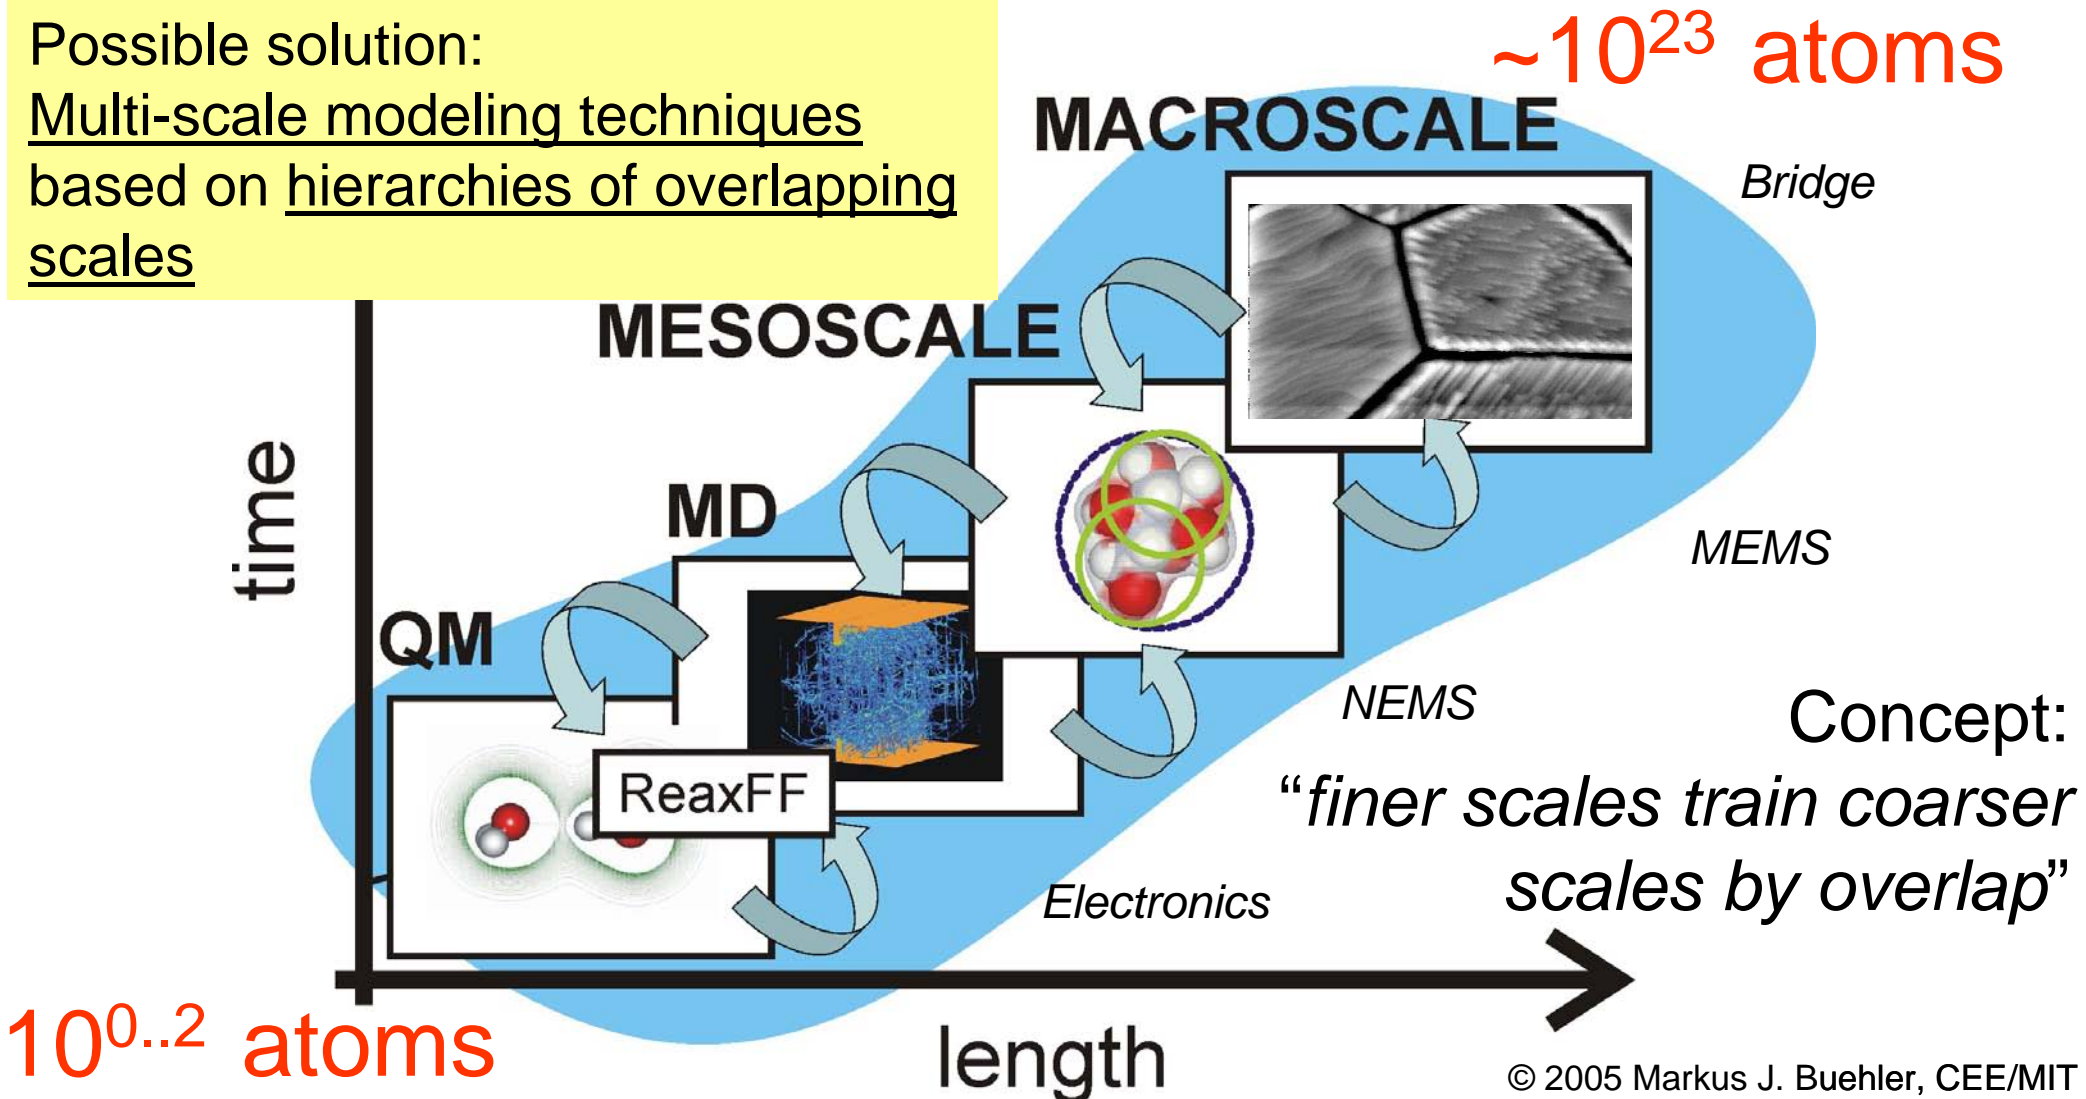 Possible solution:
Multi-scale modeling techniques
based on hierarchies of overlapping
scales
~10²³ atoms
MACROSCALE
Bridge
MESOSCALE
time
MD
MEMS
QM
NEMS
Concept:
ReaxFF
“finer scales train coarser
scales by overlap”
Electronics
10⁰··² atoms
length
© 2005 Markus J. Buehler, CEE/MIT